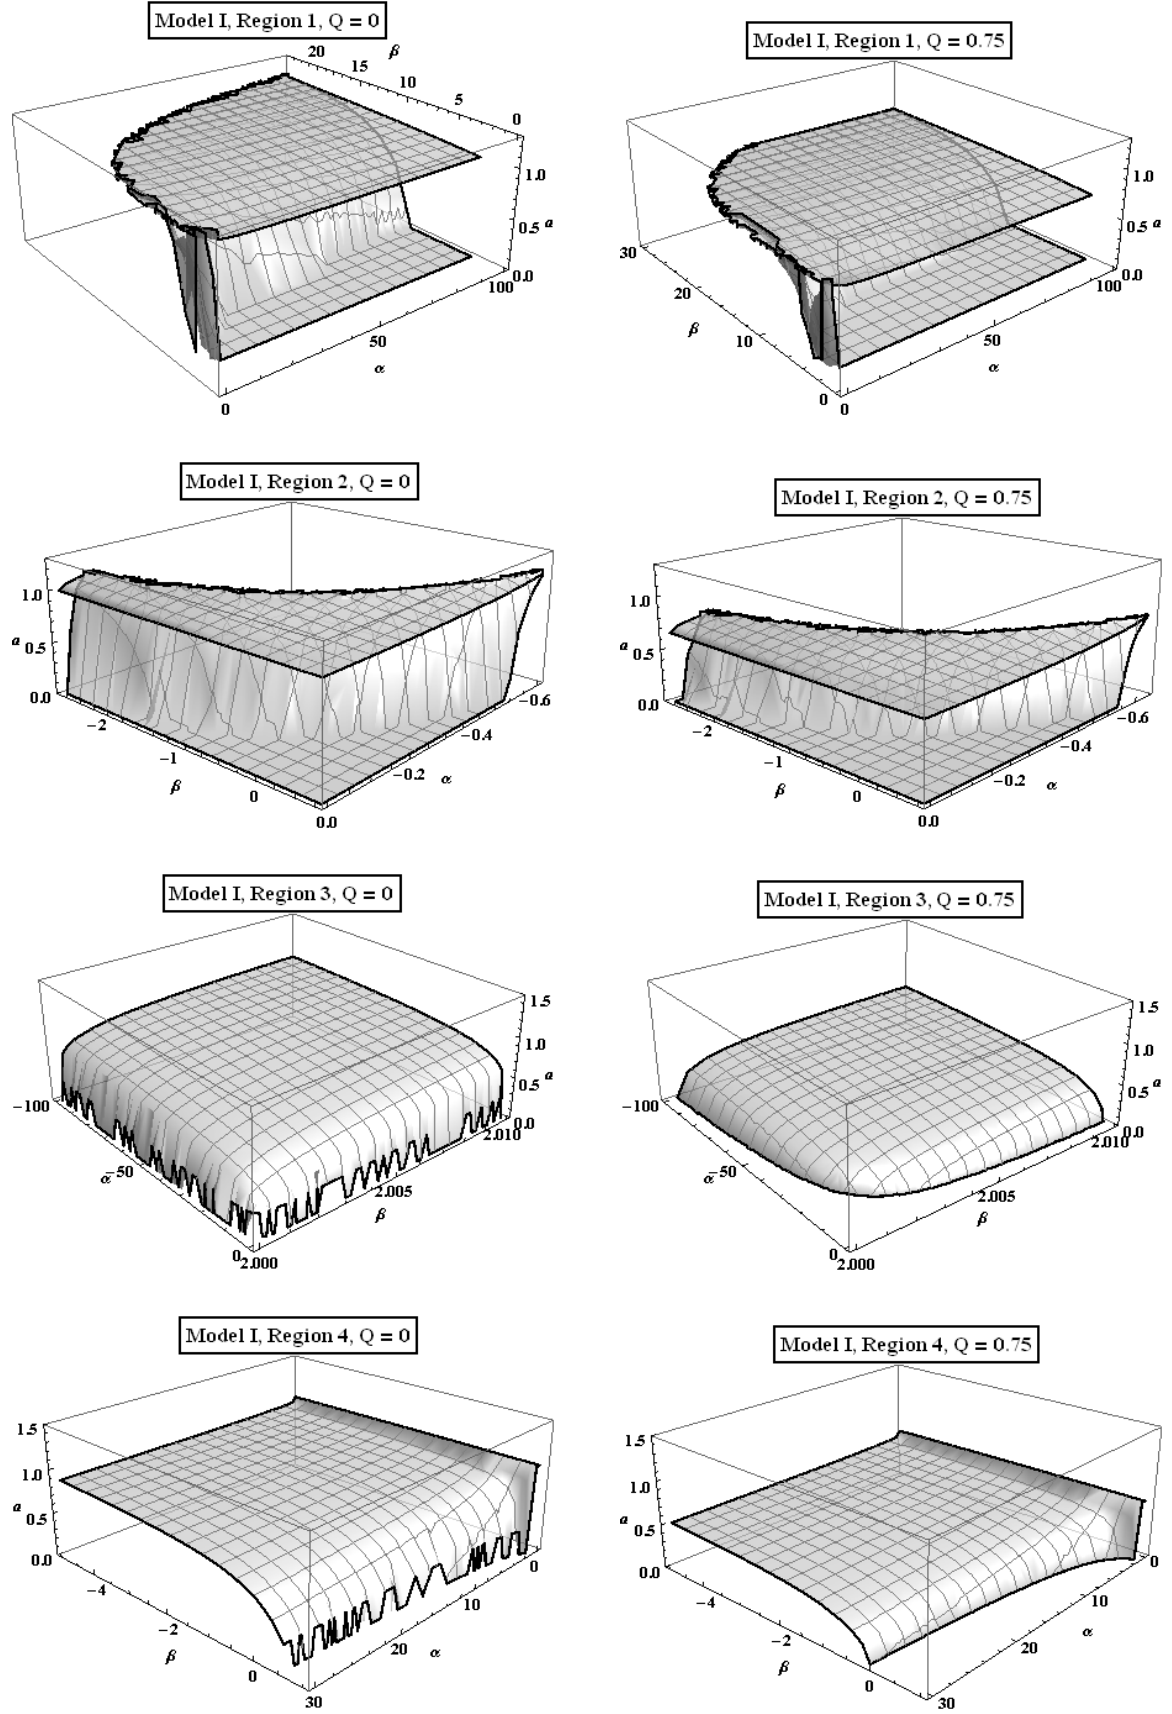 Model I, Region 1, Q = 0
20
15
β
10
5
0
1.0
0.5 a
0.0
100
50
α
0
Model I, Region 1, Q = 0.75
1.0
0.5 a
0.0
100
30
20
β
10
50
α
0 0
Model I, Region 2, Q = 0
1.0
a 0.5
0.0
−2
−1
β
0
0.0
−0.2
α
−0.4
−0.6
Model I, Region 2, Q = 0.75
1.0
a 0.5
0.0
−2
−1
β
0
0.0
−0.2
α
−0.4
−0.6
Model I, Region 3, Q = 0
1.5
1.0
a
0.5
0.0
2.010
−100
α −50
2.005
β
0
2.000
Model I, Region 3, Q = 0.75
1.5
1.0
a
0.5
0.0
2.010
−100
α −50
2.005
β
0
2.000
Model I, Region 4, Q = 0
1.5
1.0
a 0.5
0.0
−4
−2
β
0
0
10
20 α
30
Model I, Region 4, Q = 0.75
1.5
1.0
a 0.5
0.0
−4
−2
β
0
0
10
α
20
30